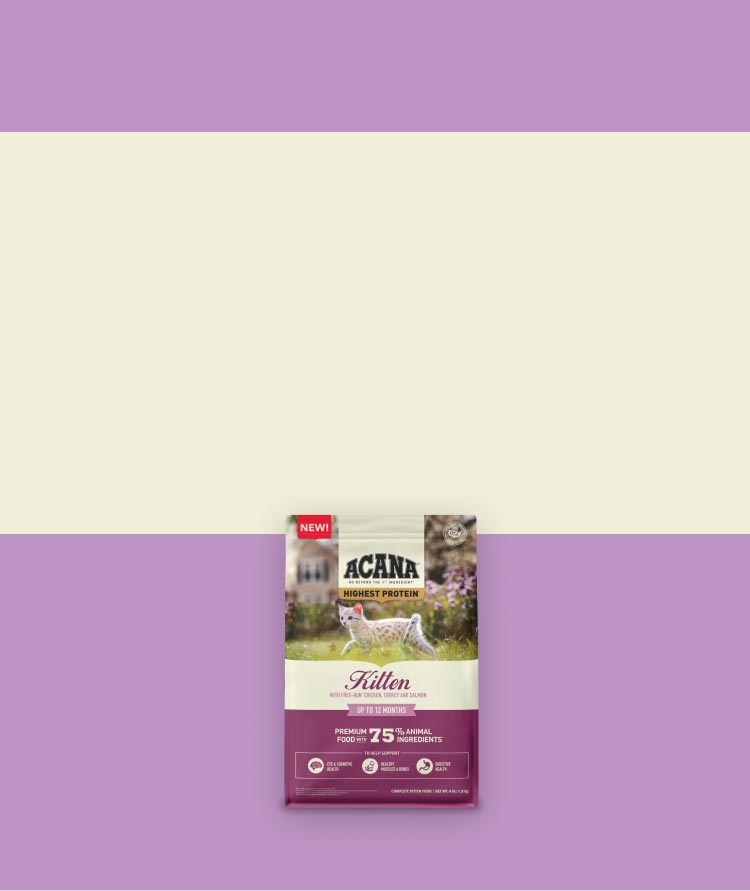 NEW!
ACANA
GO BEYOND THE 1ST INGREDIENT
HIGHEST PROTEIN
Kitten
WITH FREE-RUN CHICKEN, TURKEY AND SALMON
UP TO 12 MONTHS
PREMIUM FOOD WITH 75% ANIMAL INGREDIENTS
TO HELP SUPPORT
EYE & COGNITIVE HEALTH
HEALTHY MUSCLES & BONES
DIGESTIVE HEALTH
COMPLETE KITTEN FOOD | NET WT. 4 lb | 1.8 kg